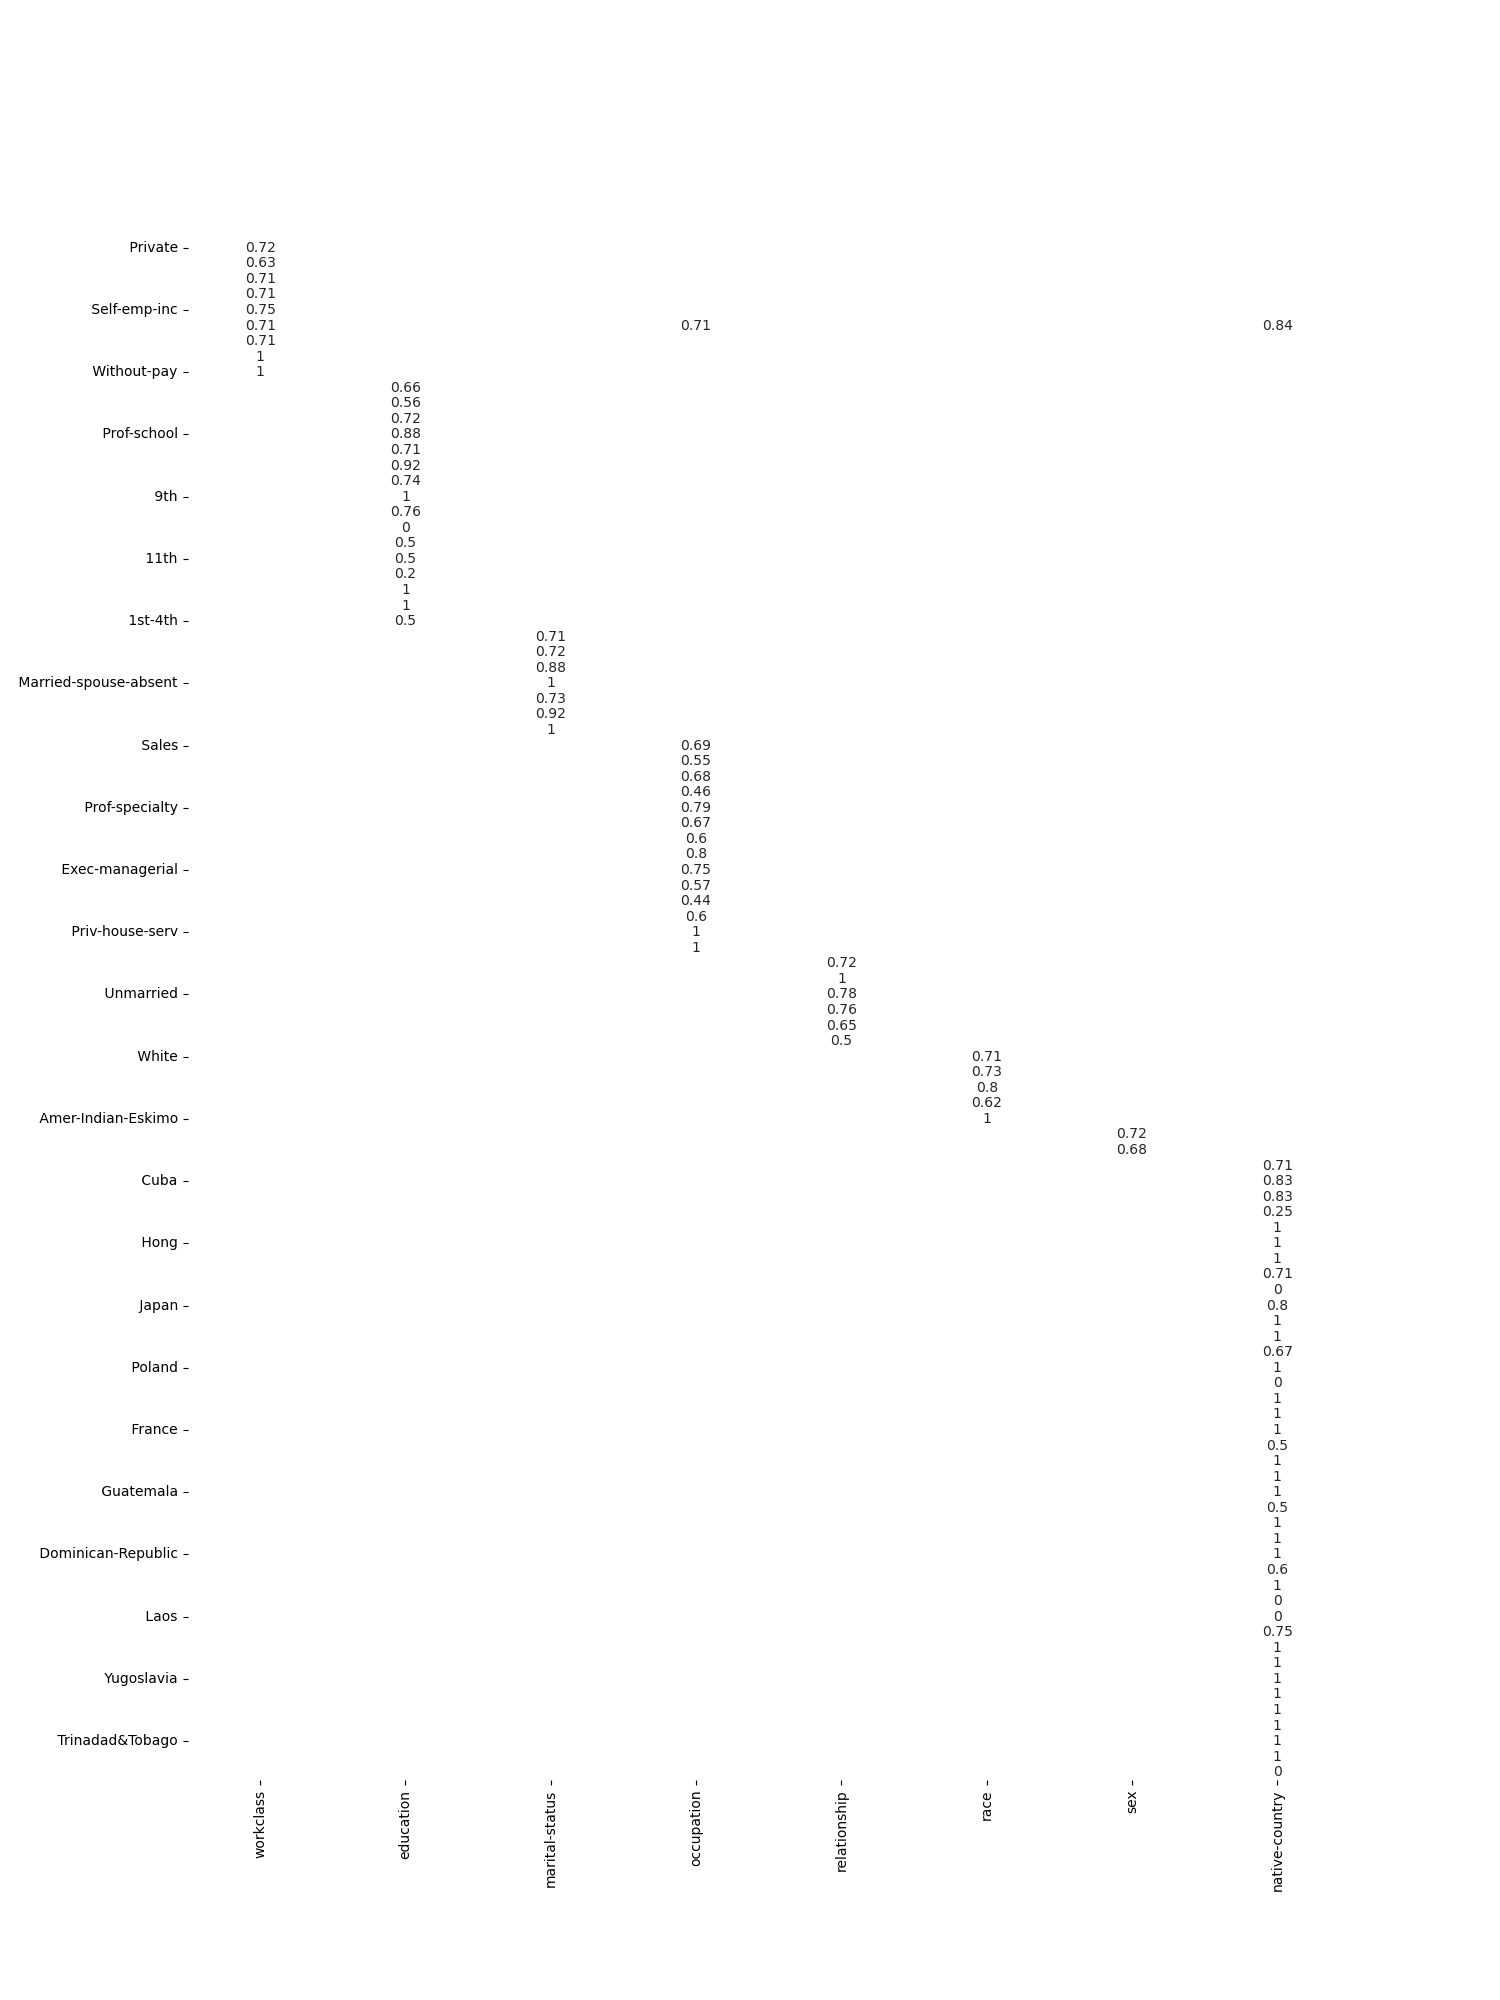 Private 0.72
0.63
0.71
0.71
Self-emp-inc 0.75
0.71 0.71 0.84
0.71
1
Without-pay 1
0.66
0.56
0.72
Prof-school 0.88
0.71
0.92
0.74
9th 1
0.76
0
0.5
11th 0.5
0.2
1
1
1st-4th 0.5
0.71
0.72
0.88
Married-spouse-absent 1
0.73
0.92
1
Sales 0.69
0.55
0.68
0.46
Prof-specialty 0.79
0.67
0.6
0.8
Exec-managerial 0.75
0.57
0.44
0.6
Priv-house-serv 1
1
0.72
1
Unmarried 0.78
0.76
0.65
0.5
White 0.71
0.73
0.8
0.62
Amer-Indian-Eskimo 1
0.72
0.68
0.71
Cuba 0.83
0.83
0.25
1
Hong 1
1
0.71
0
Japan 0.8
1
1
0.67
Poland 1
0
1
1
France 1
0.5
1
1
Guatemala 1
0.5
1
1
Dominican-Republic 1
0.6
1
0
Laos 0
0.75
1
1
Yugoslavia 1
1
1
1
Trinadad&Tobago 1
1
0
workclass
education
marital-status
occupation
relationship
race
sex
native-country